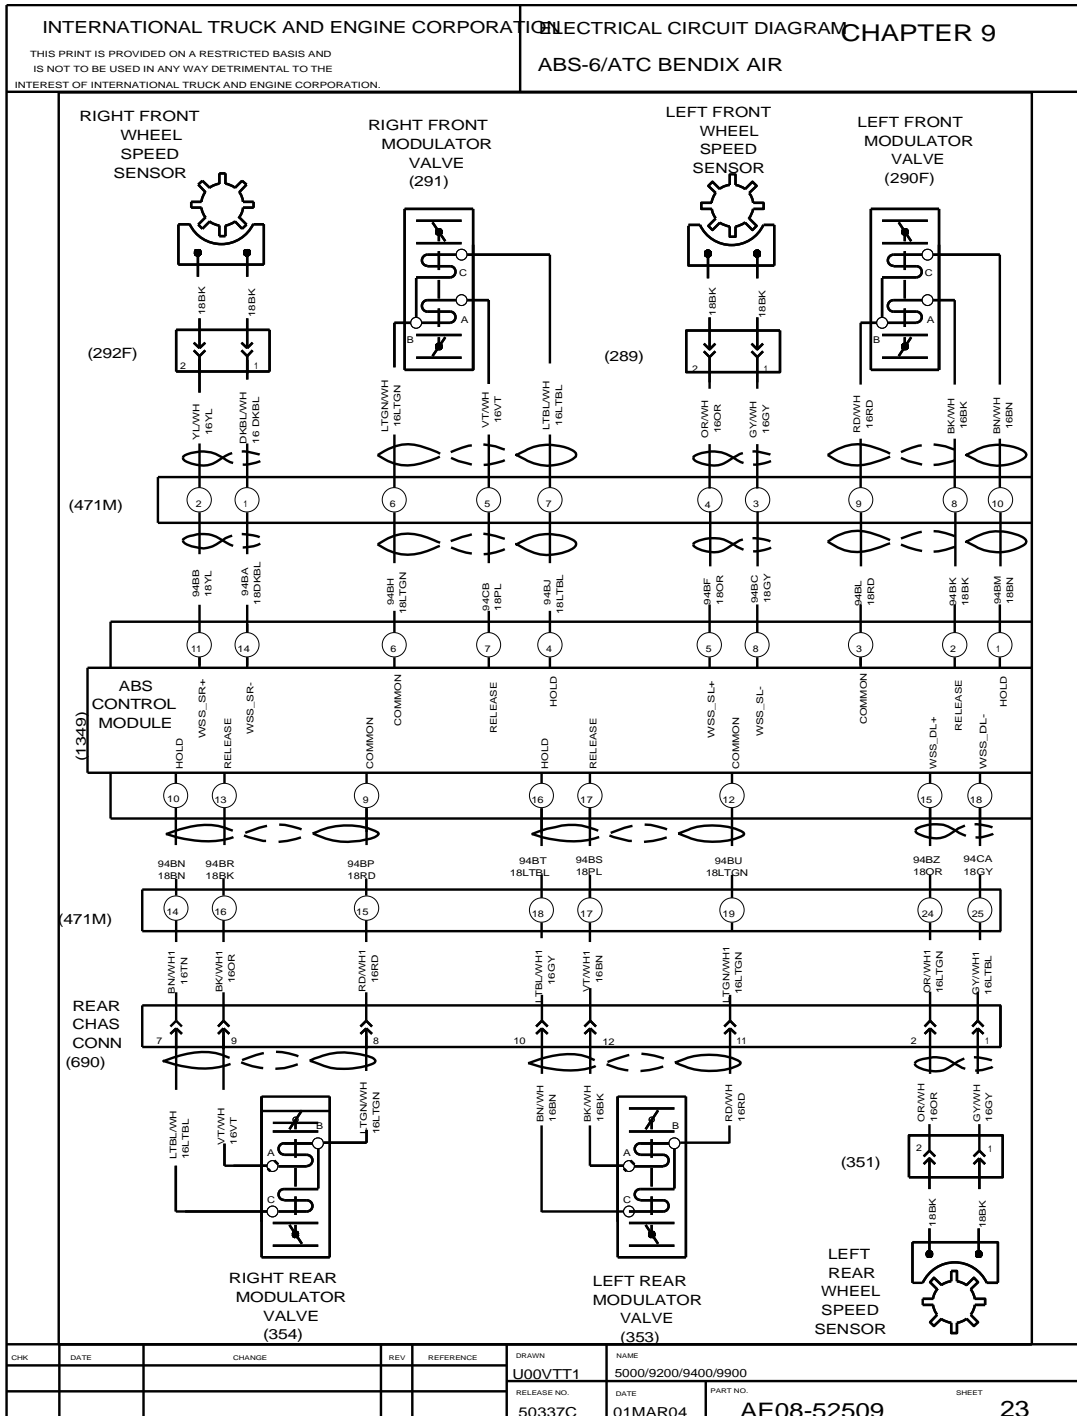 INTERNATIONAL TRUCK AND ENGINE CORPORATION
ELECTRICAL CIRCUIT DIAGRAM
CHAPTER 9
THIS PRINT IS PROVIDED ON A RESTRICTED BASIS AND
IS NOT TO BE USED IN ANY WAY DETRIMENTAL TO THE
INTEREST OF INTERNATIONAL TRUCK AND ENGINE CORPORATION.
ABS-6/ATC BENDIX AIR
RIGHT FRONT
WHEEL
SPEED
SENSOR
RIGHT FRONT
MODULATOR
VALVE
(291)
LEFT FRONT
WHEEL
SPEED
SENSOR
LEFT FRONT
MODULATOR
VALVE
(290F)
C
A
B
C
A
B
18BK
18BK
18BK
18BK
(292F)
2
1
(289)
2
1
YL/WH
16YL
DKBL/WH
16 DKBL
LTGN/WH
16LTGN
VT/WH
16VT
LTBL/WH
16LTBL
OR/WH
16OR
GY/WH
16GY
RD/WH
16RD
BK/WH
16BK
BN/WH
16BN
(471M)
2
1
6
5
7
4
3
9
8
10
94BB
18YL
94BA
18DKBL
94BH
18LTGN
94CB
18PL
94BJ
18LTBL
94BF
18OR
94BC
18GY
94BL
18RD
94BK
18BK
94BM
18BN
11
14
6
7
4
5
8
3
2
1
ABS
CONTROL
MODULE
(1349)
WSS_SR+
WSS_SR-
COMMON
RELEASE
HOLD
WSS_SL+
WSS_SL-
COMMON
RELEASE
HOLD
HOLD
RELEASE
COMMON
HOLD
RELEASE
COMMON
WSS_DL+
WSS_DL-
10
13
9
16
17
12
15
18
94BN
18BN
94BR
18BK
94BP
18RD
94BT
18LTBL
94BS
18PL
94BU
18LTGN
94BZ
18OR
94CA
18GY
(471M)
14
16
15
18
17
19
24
25
BN/WH1
16TN
BK/WH1
16OR
RD/WH1
16RD
LTBL/WH1
16GY
VT/WH1
16BN
LTGN/WH1
16LTGN
OR/WH1
16LTGN
GY/WH1
16LTBL
REAR
CHAS
CONN
(690)
7
9
8
10
12
11
2
1
LTBL/WH
16LTBL
VT/WH
16VT
LTGN/WH
16LTGN
BN/WH
16BN
BK/WH
16BK
RD/WH
16RD
OR/WH
16OR
GY/WH
16GY
B
A
C
B
A
C
(351)
2
1
18BK
18BK
RIGHT REAR
MODULATOR
VALVE
(354)
LEFT REAR
MODULATOR
VALVE
(353)
LEFT
REAR
WHEEL
SPEED
SENSOR
CHK
DATE
CHANGE
REV
REFERENCE
DRAWN
U00VTT1
NAME
5000/9200/9400/9900
RELEASE NO.
50337C
DATE
01MAR04
PART NO.
AE08-52509
SHEET
23